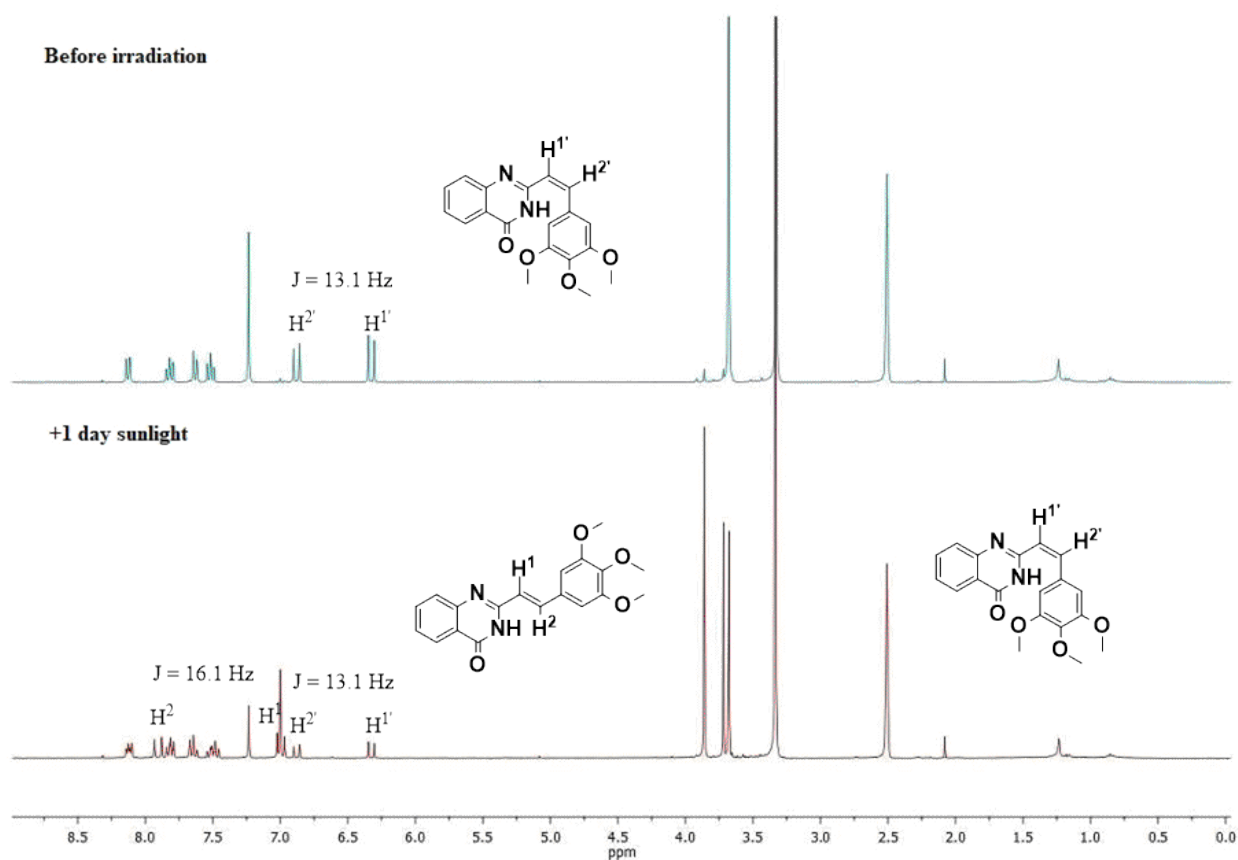 Before irradiation
H1'
N
H2'
NH
O
O
O
O
J = 13.1 Hz
H2'
H1'
+1 day sunlight
O
H1
O
N
O
NH
H2
O
H1'
N
H2'
NH
O
O
O
O
J = 16.1 Hz
J = 13.1 Hz
H2
H1
H2'
H1'
8.5 8.0 7.5 7.0 6.5 6.0 5.5 5.0 4.5 4.0 3.5 3.0 2.5 2.0 1.5 1.0 0.5 0.0
ppm